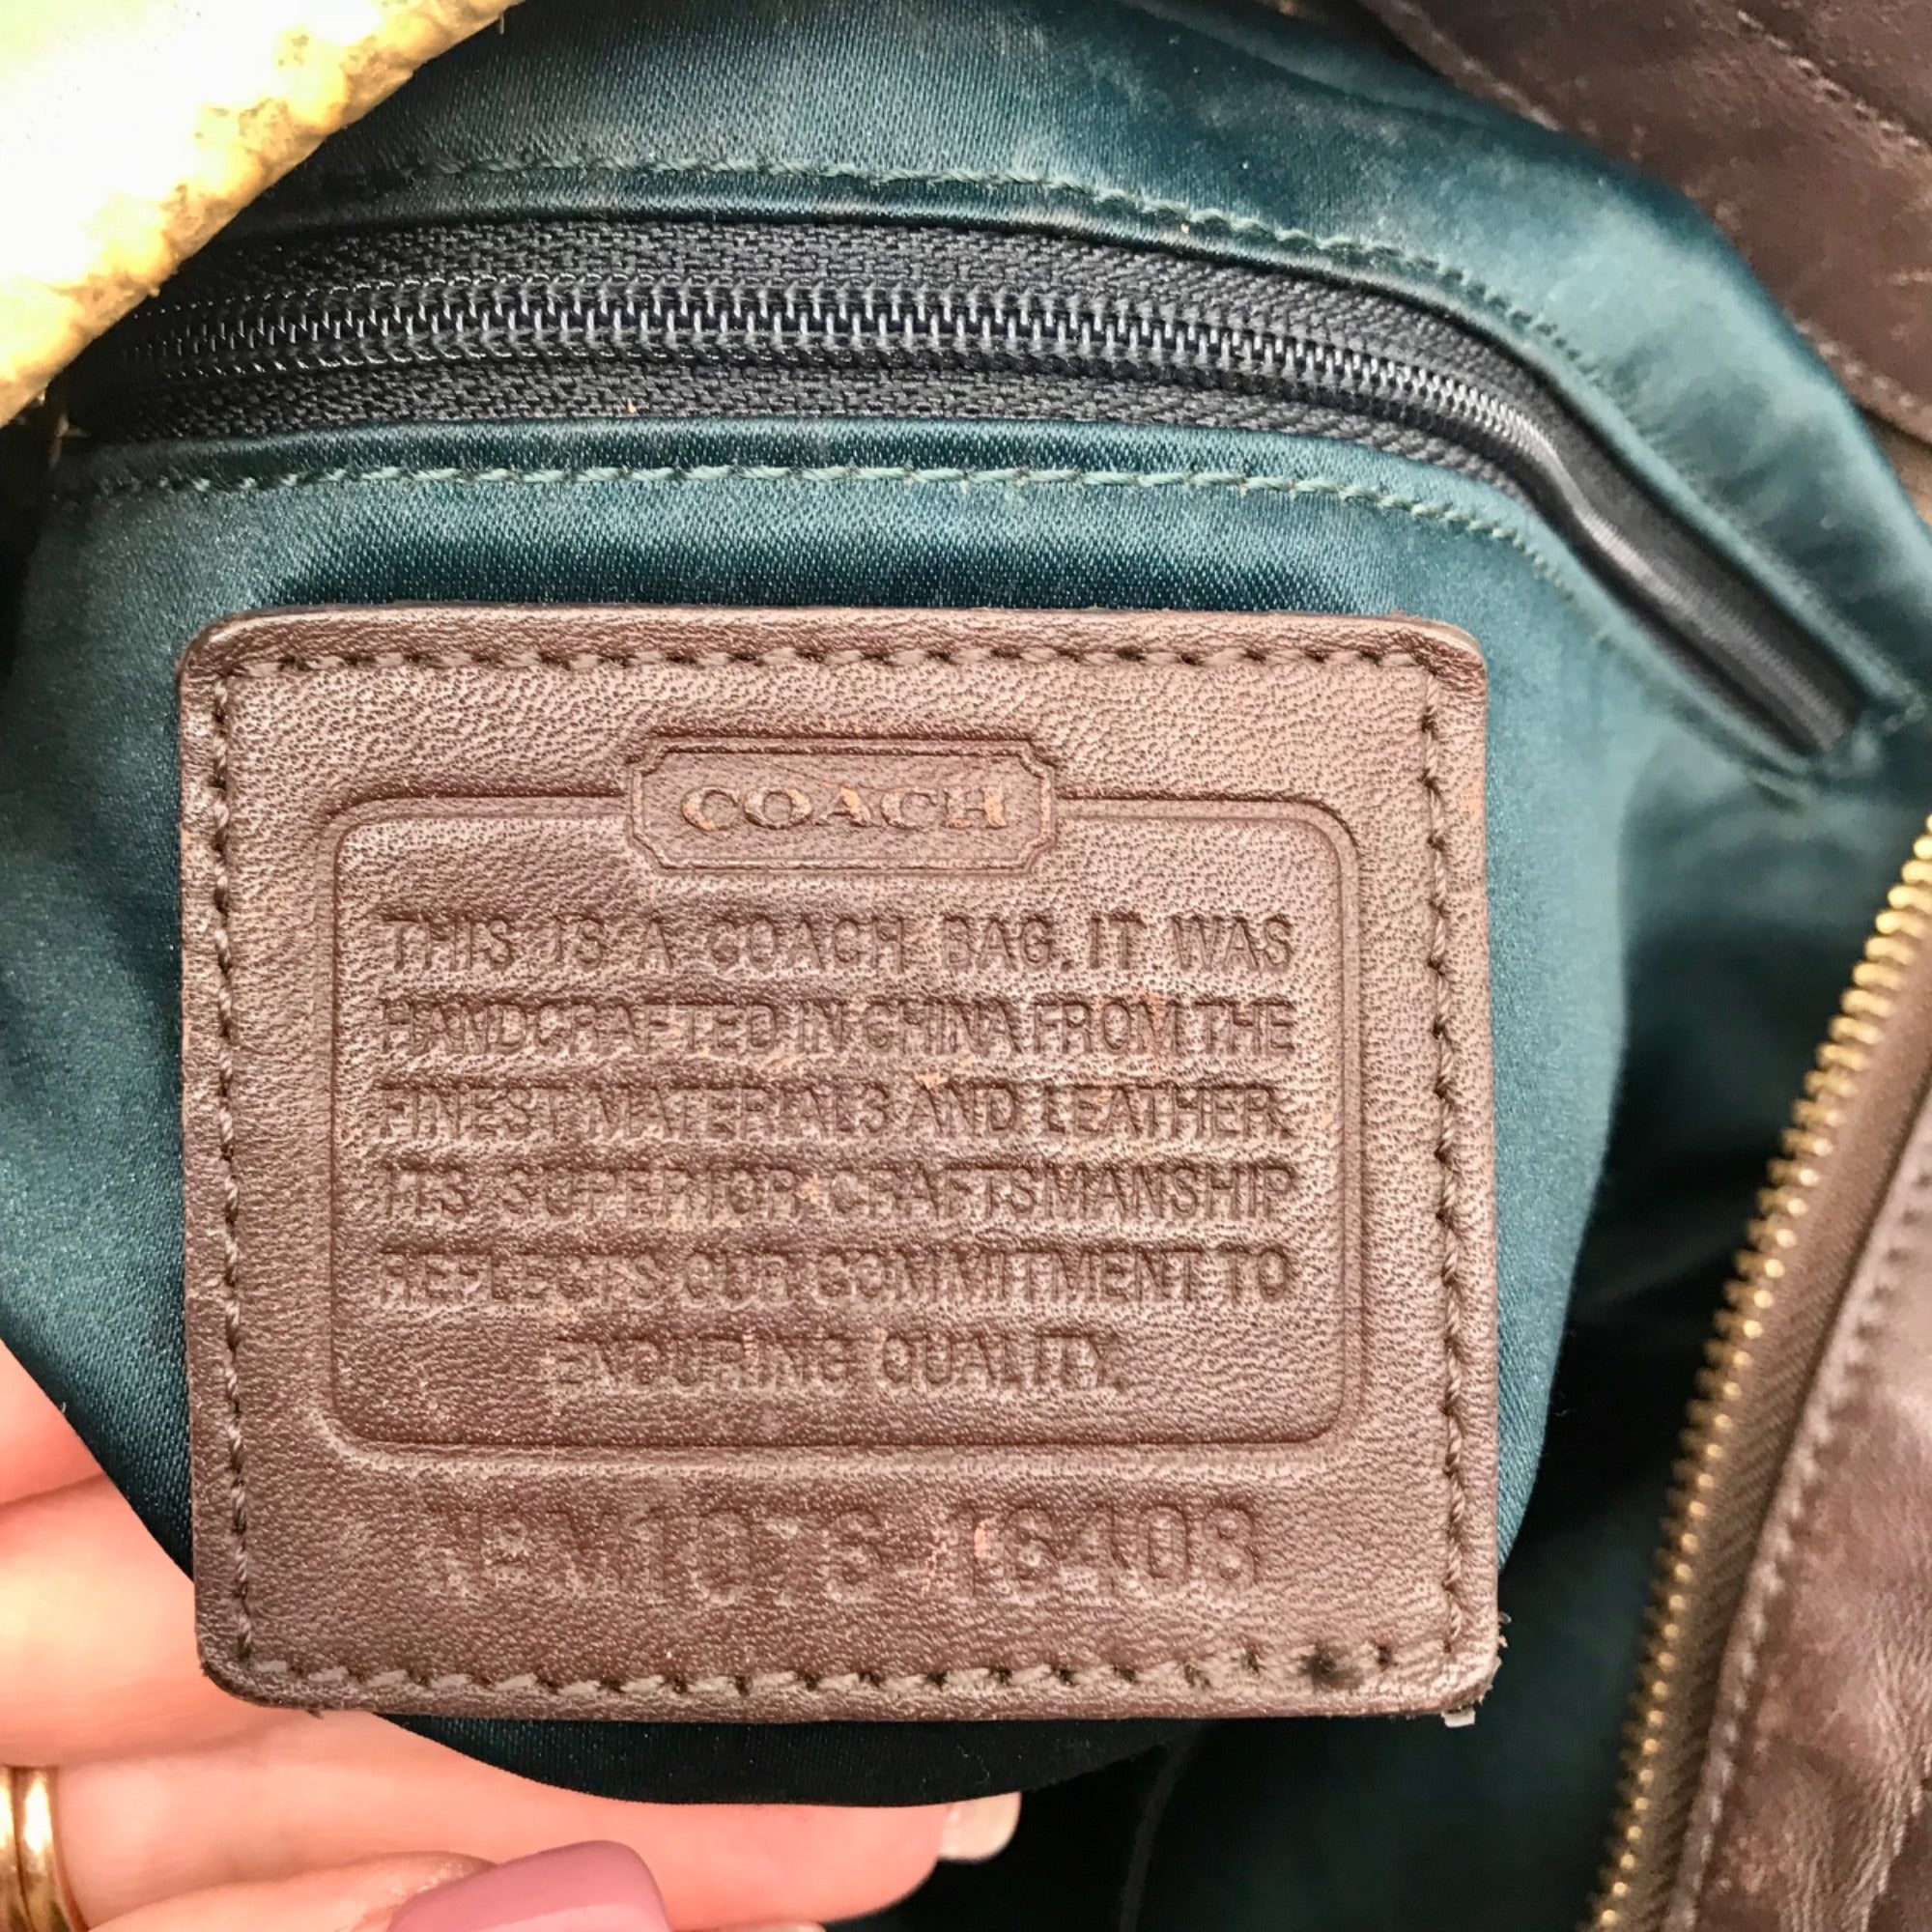 COACH
THIS IS A COACH BAG. IT WAS
HANDCRAFTED IN CHINA FROM THE
FINEST MATERIALS AND LEATHER.
ITS SUPERIOR CRAFTSMANSHIP
REFLECTS OUR COMMITMENT TO
ENDURING QUALITY.